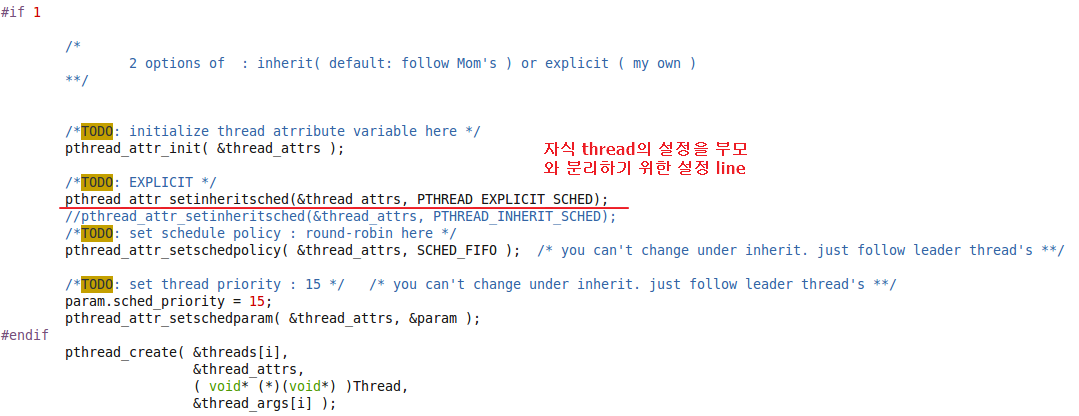 #if 1
/*
2 options of  : inherit( default: follow Mom's ) or explicit ( my own )
**/
/*TODO: initialize thread atrribute variable here */
pthread_attr_init( &thread_attrs );
자식 thread의 설정을 부모
와 분리하기 위한 설정 line
/*TODO: EXPLICIT */
pthread_attr_setinheritsched(&thread_attrs, PTHREAD_EXPLICIT_SCHED);
//pthread_attr_setinheritsched(&thread_attrs, PTHREAD_INHERIT_SCHED);
/*TODO: set schedule policy : round-robin here */
pthread_attr_setschedpolicy( &thread_attrs, SCHED_FIFO );  /* you can't change under inherit. just follow leader thread's **/
/*TODO: set thread priority : 15 */   /* you can't change under inherit. just follow leader thread's **/
param.sched_priority = 15;
pthread_attr_setschedparam( &thread_attrs, &param );
#endif
pthread_create( &threads[i],
&thread_attrs,
( void* (*)(void*) )Thread,
&thread_args[i] );